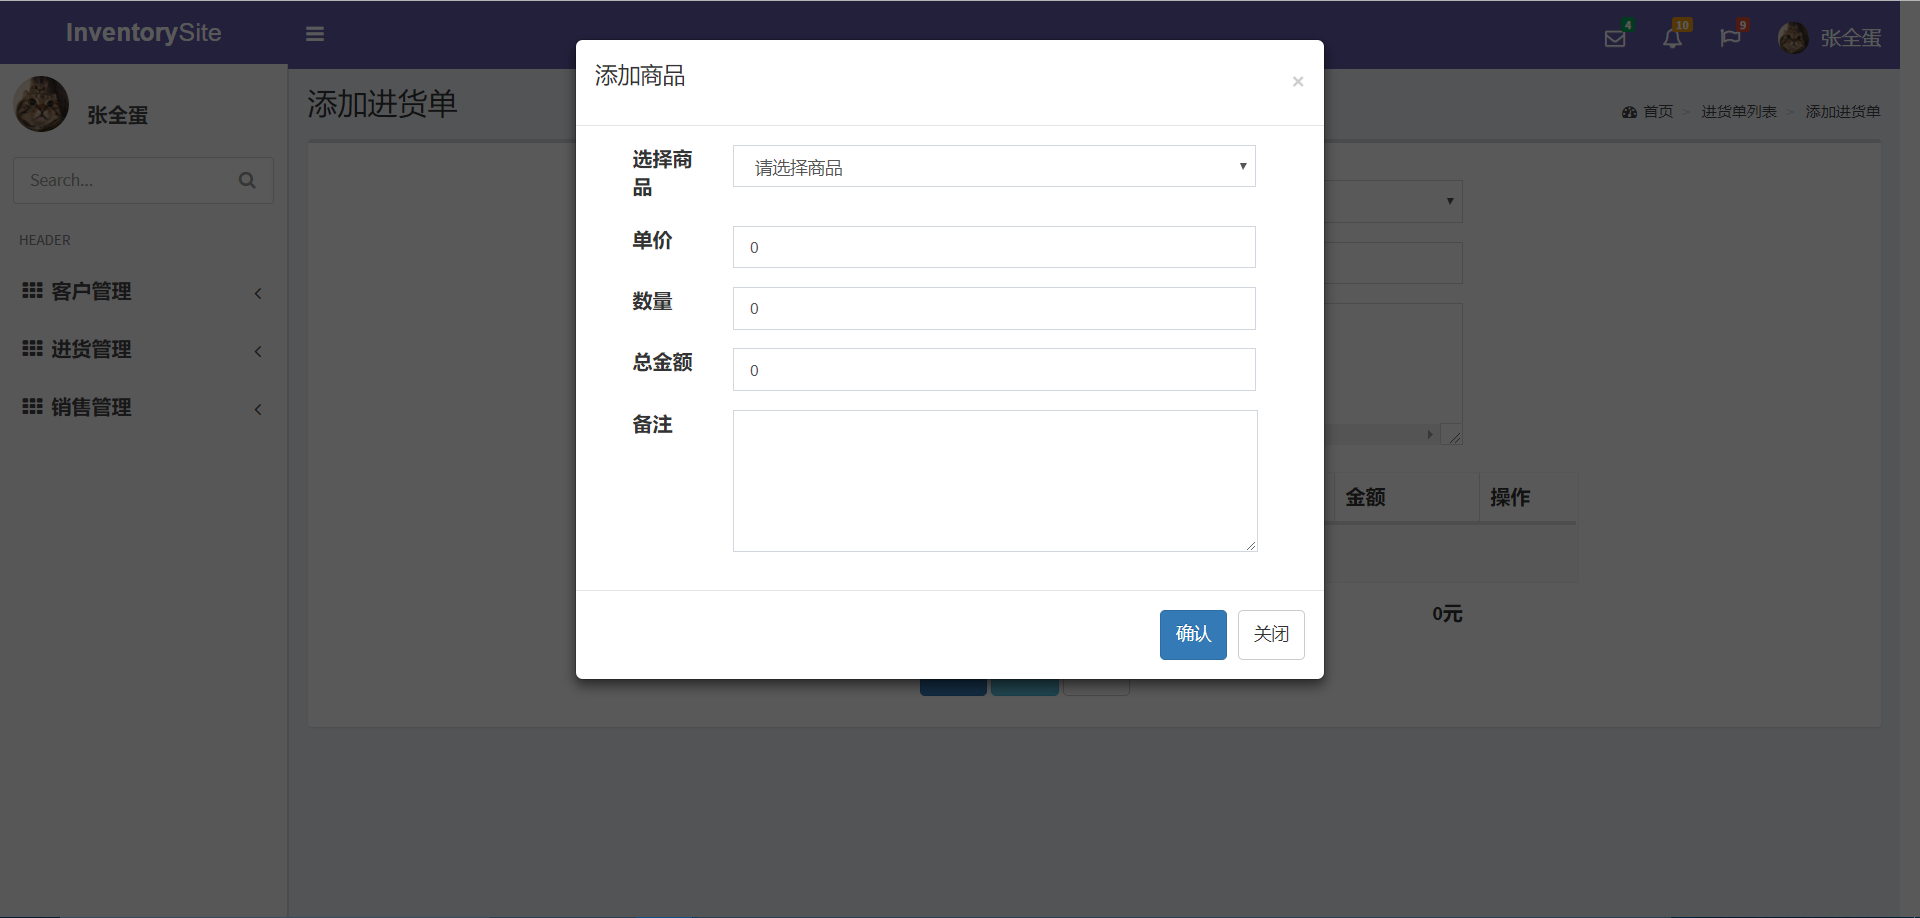 InventorySite
4
10
9
张全蛋
张全蛋
Search...
HEADER
客户管理
进货管理
销售管理
添加进货单
首页 > 进货单列表 > 添加进货单
添加商品
×
选择商
品
请选择商品
单价
0
数量
0
总金额
0
备注
确认
关闭
金额
操作
0元